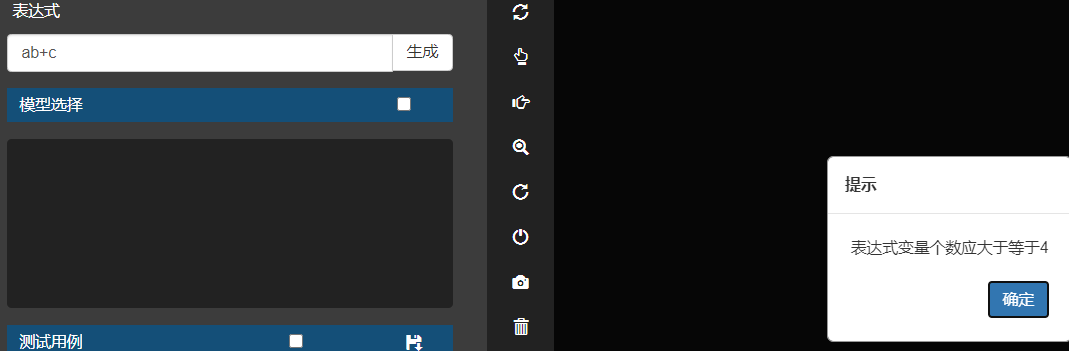 表达式
ab+c
生成
模型选择
提示
表达式变量个数应大于等于4
确定
测试用例